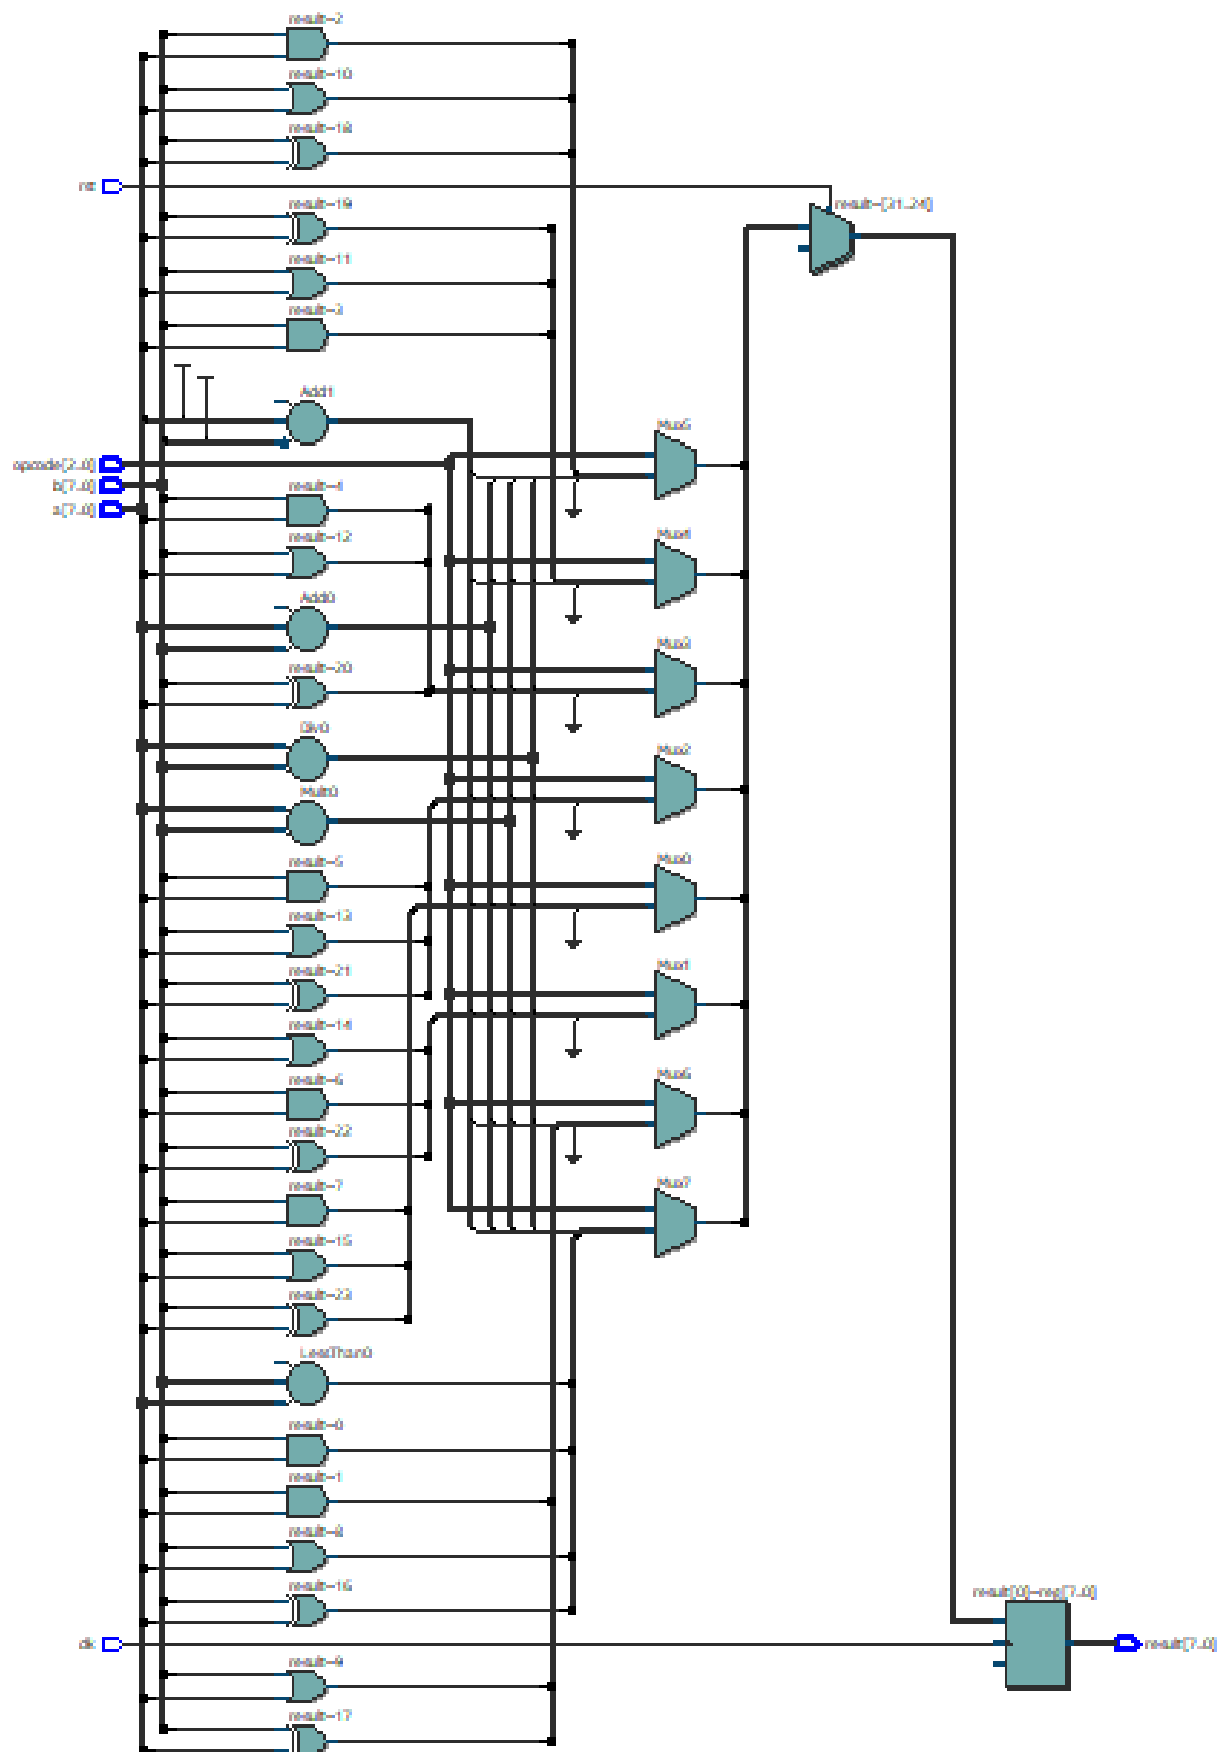 result~2
result~10
result~18
rst
result~[31..24]
result~19
result~11
result~3
Add1
Mux5
opcode[2..0]
b[7..0]
a[7..0]
result~4
result~12
Mux4
Add0
Mux3
result~20
Div0
Mux2
Mult0
result~5
Mux0
result~13
result~21
Mux1
result~14
result~6
Mux6
result~22
result~7
Mux7
result~15
result~23
LessThan0
result~0
result~1
result~8
result~16
result[0]~reg[7..0]
clk
result[7..0]
result~9
result~17